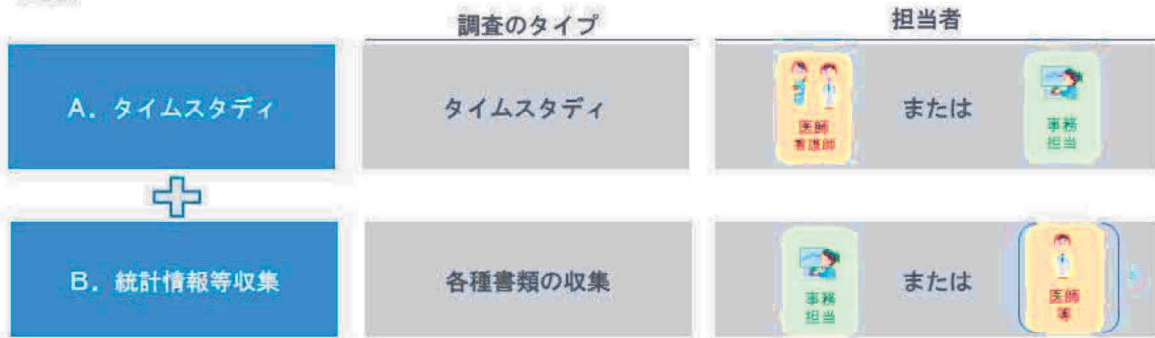 調査のタイプ
担当者
A. タイムスタディ
タイムスタディ
医師
看護師
または
事務
担当
B. 統計情報等収集
各種書類の収集
事務
担当
または
医師
等